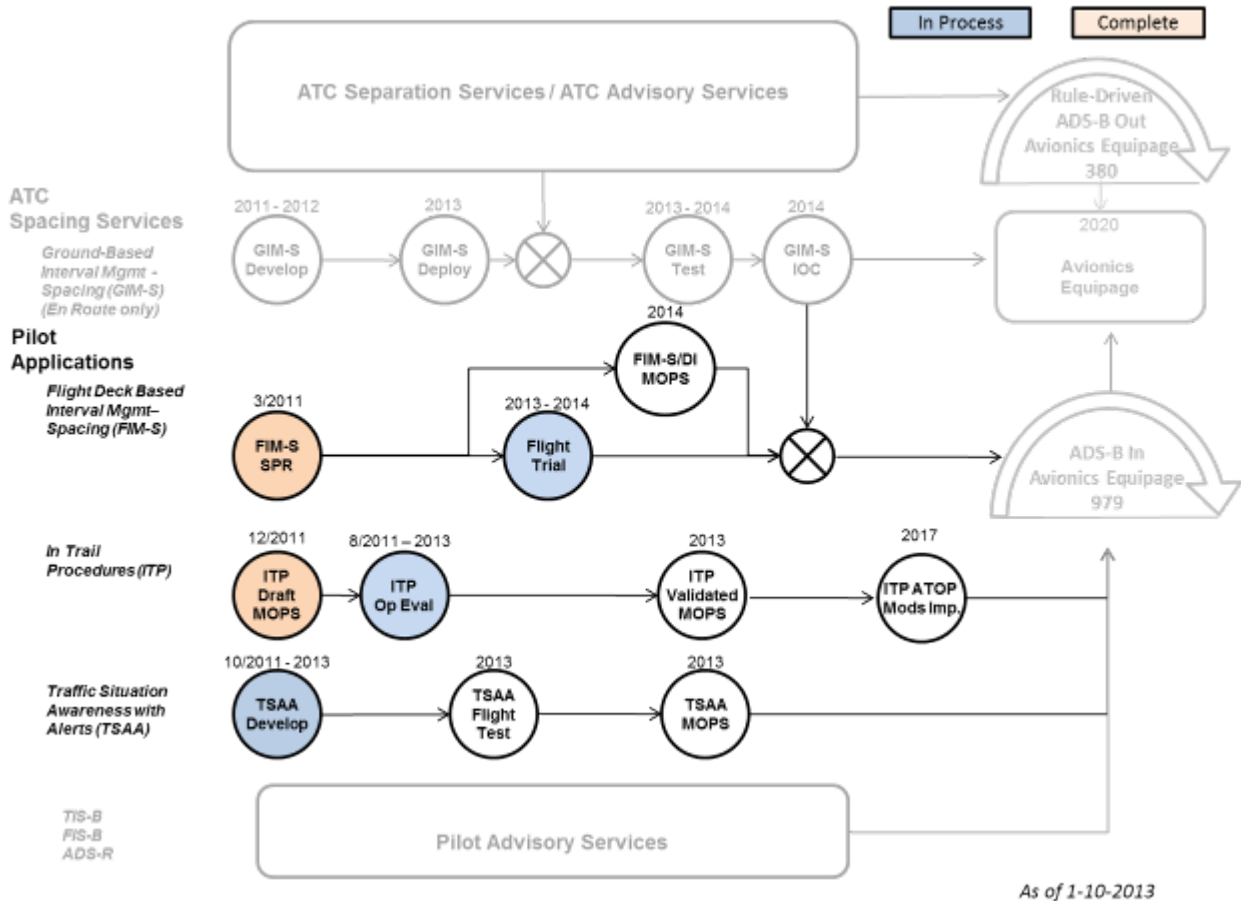 In Process
Complete
ATC Separation Services / ATC Advisory Services
Rule-Driven
ADS-B Out
Avionics Equipage
380
ATC
Spacing Services
Ground-Based
Interval Mgmt -
Spacing (GIM-S)
(En Route only)
2011 - 2012
GIM-S
Develop
2013
GIM-S
Deploy
2013 - 2014
GIM-S
Test
2014
GIM-S
IOC
2020
Avionics
Equipage
Pilot
Applications
Flight Deck Based
Interval Mgmt–
Spacing (FIM-S)
3/2011
FIM-S
SPR
2014
FIM-S/DI
MOPS
2013 - 2014
Flight
Trial
ADS-B In
Avionics Equipage
979
In Trail
Procedures (ITP)
12/2011
ITP
Draft
MOPS
8/2011 – 2013
ITP
Op Eval
2013
ITP
Validated
MOPS
2017
ITP ATOP
Mods Imp.
Traffic Situation
Awareness with
Alerts (TSAA)
10/2011 - 2013
TSAA
Develop
2013
TSAA
Flight
Test
2013
TSAA
MOPS
TIS-B
FIS-B
ADS-R
Pilot Advisory Services
As of 1-10-2013